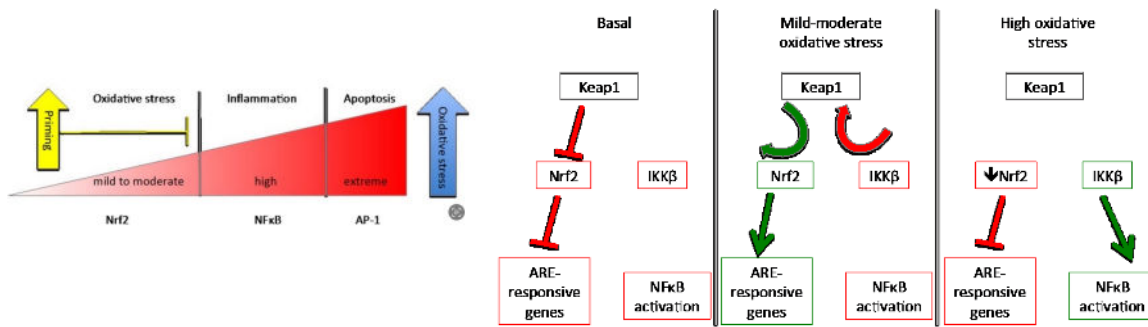 Priming
Oxidative stress
Inflammation
Apoptosis
Oxidative stress
mild to moderate
high
extreme
Nrf2
NFκB
AP-1
Basal
Keap1
Nrf2
IKKβ
ARE-
responsive
genes
NFκB
activation
Mild-moderate
oxidative stress
Keap1
Nrf2
IKKβ
ARE-
responsive
genes
NFκB
activation
High oxidative
stress
Keap1
↓Nrf2
IKKβ
ARE-
responsive
genes
NFκB
activation